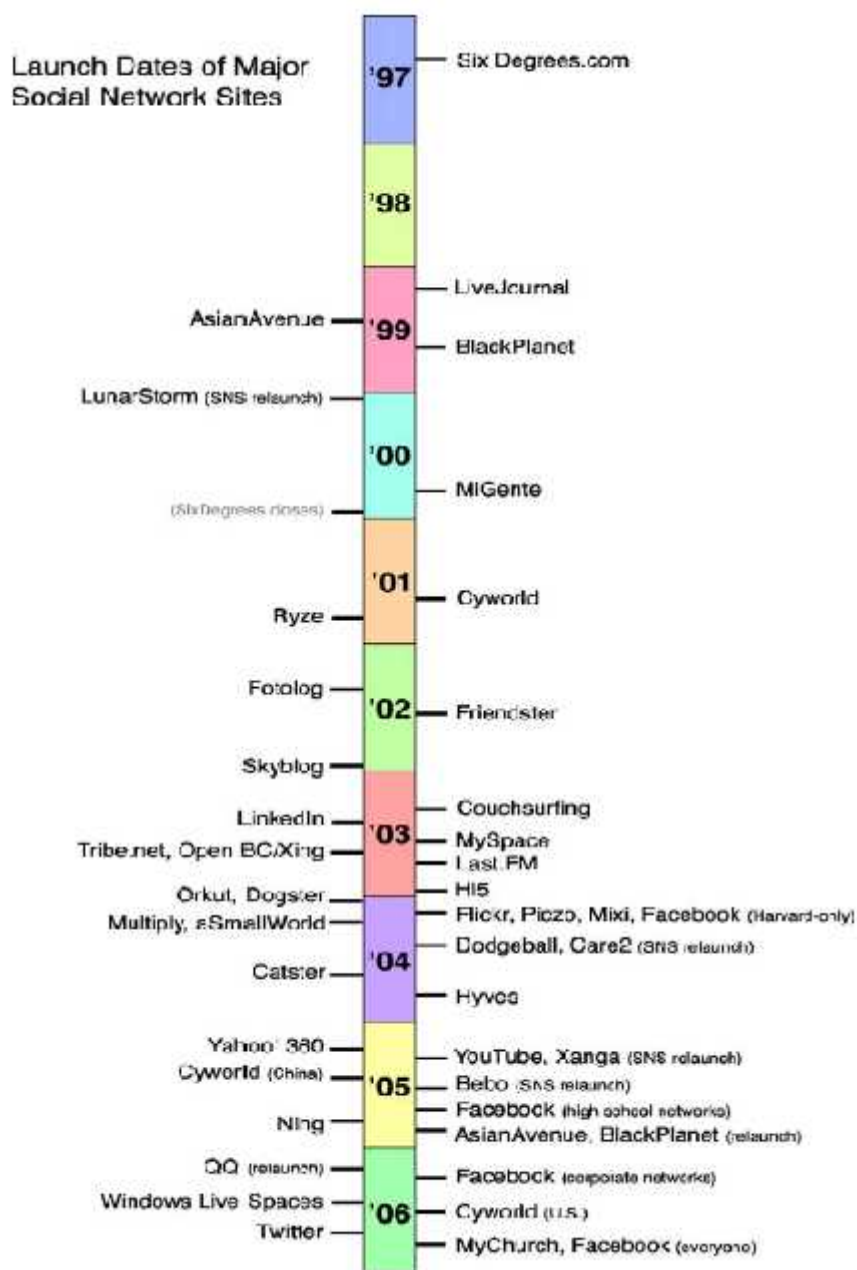 Launch Dates of Major
Social Network Sites
'97
Six Degrees.com
'98
'99
LiveJournal
AsianAvenue
BlackPlanet
LunarStorm (SNS relaunch)
'00
MiGente
(SixDegrees closes)
'01
Cyworld
Ryze
Fotolog
'02
Friendster
Skyblog
Couchsurfing
LinkedIn
'03
MySpace
Tribe.net, Open BC/Xing
Last.FM
Hi5
Orkut, Dogster
Flickr, Piczo, Mixi, Facebook (Harvard-only)
Multiply, aSmallWorld
Dodgeball, Care2 (SNS relaunch)
'04
Catster
Hyves
Yahoo! 360
YouTube, Xanga (SNS relaunch)
Cyworld (China)
'05
Bebo (SNS relaunch)
Facebook (high school networks)
Ning
AsianAvenue, BlackPlanet (relaunch)
QQ (relaunch)
Facebook (corporate networks)
Windows Live Spaces
'06
Cyworld (U.S.)
Twitter
MyChurch, Facebook (everyone)